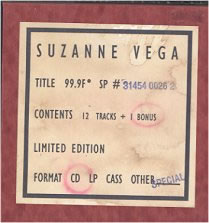 SUZANNE VEGA
TITLE 99.9F° SP # 31454 0026 2
CONTENTS 12 TRACKS + 1 BONUS
LIMITED EDITION
FORMAT CD LP CASS OTHER SPECIAL